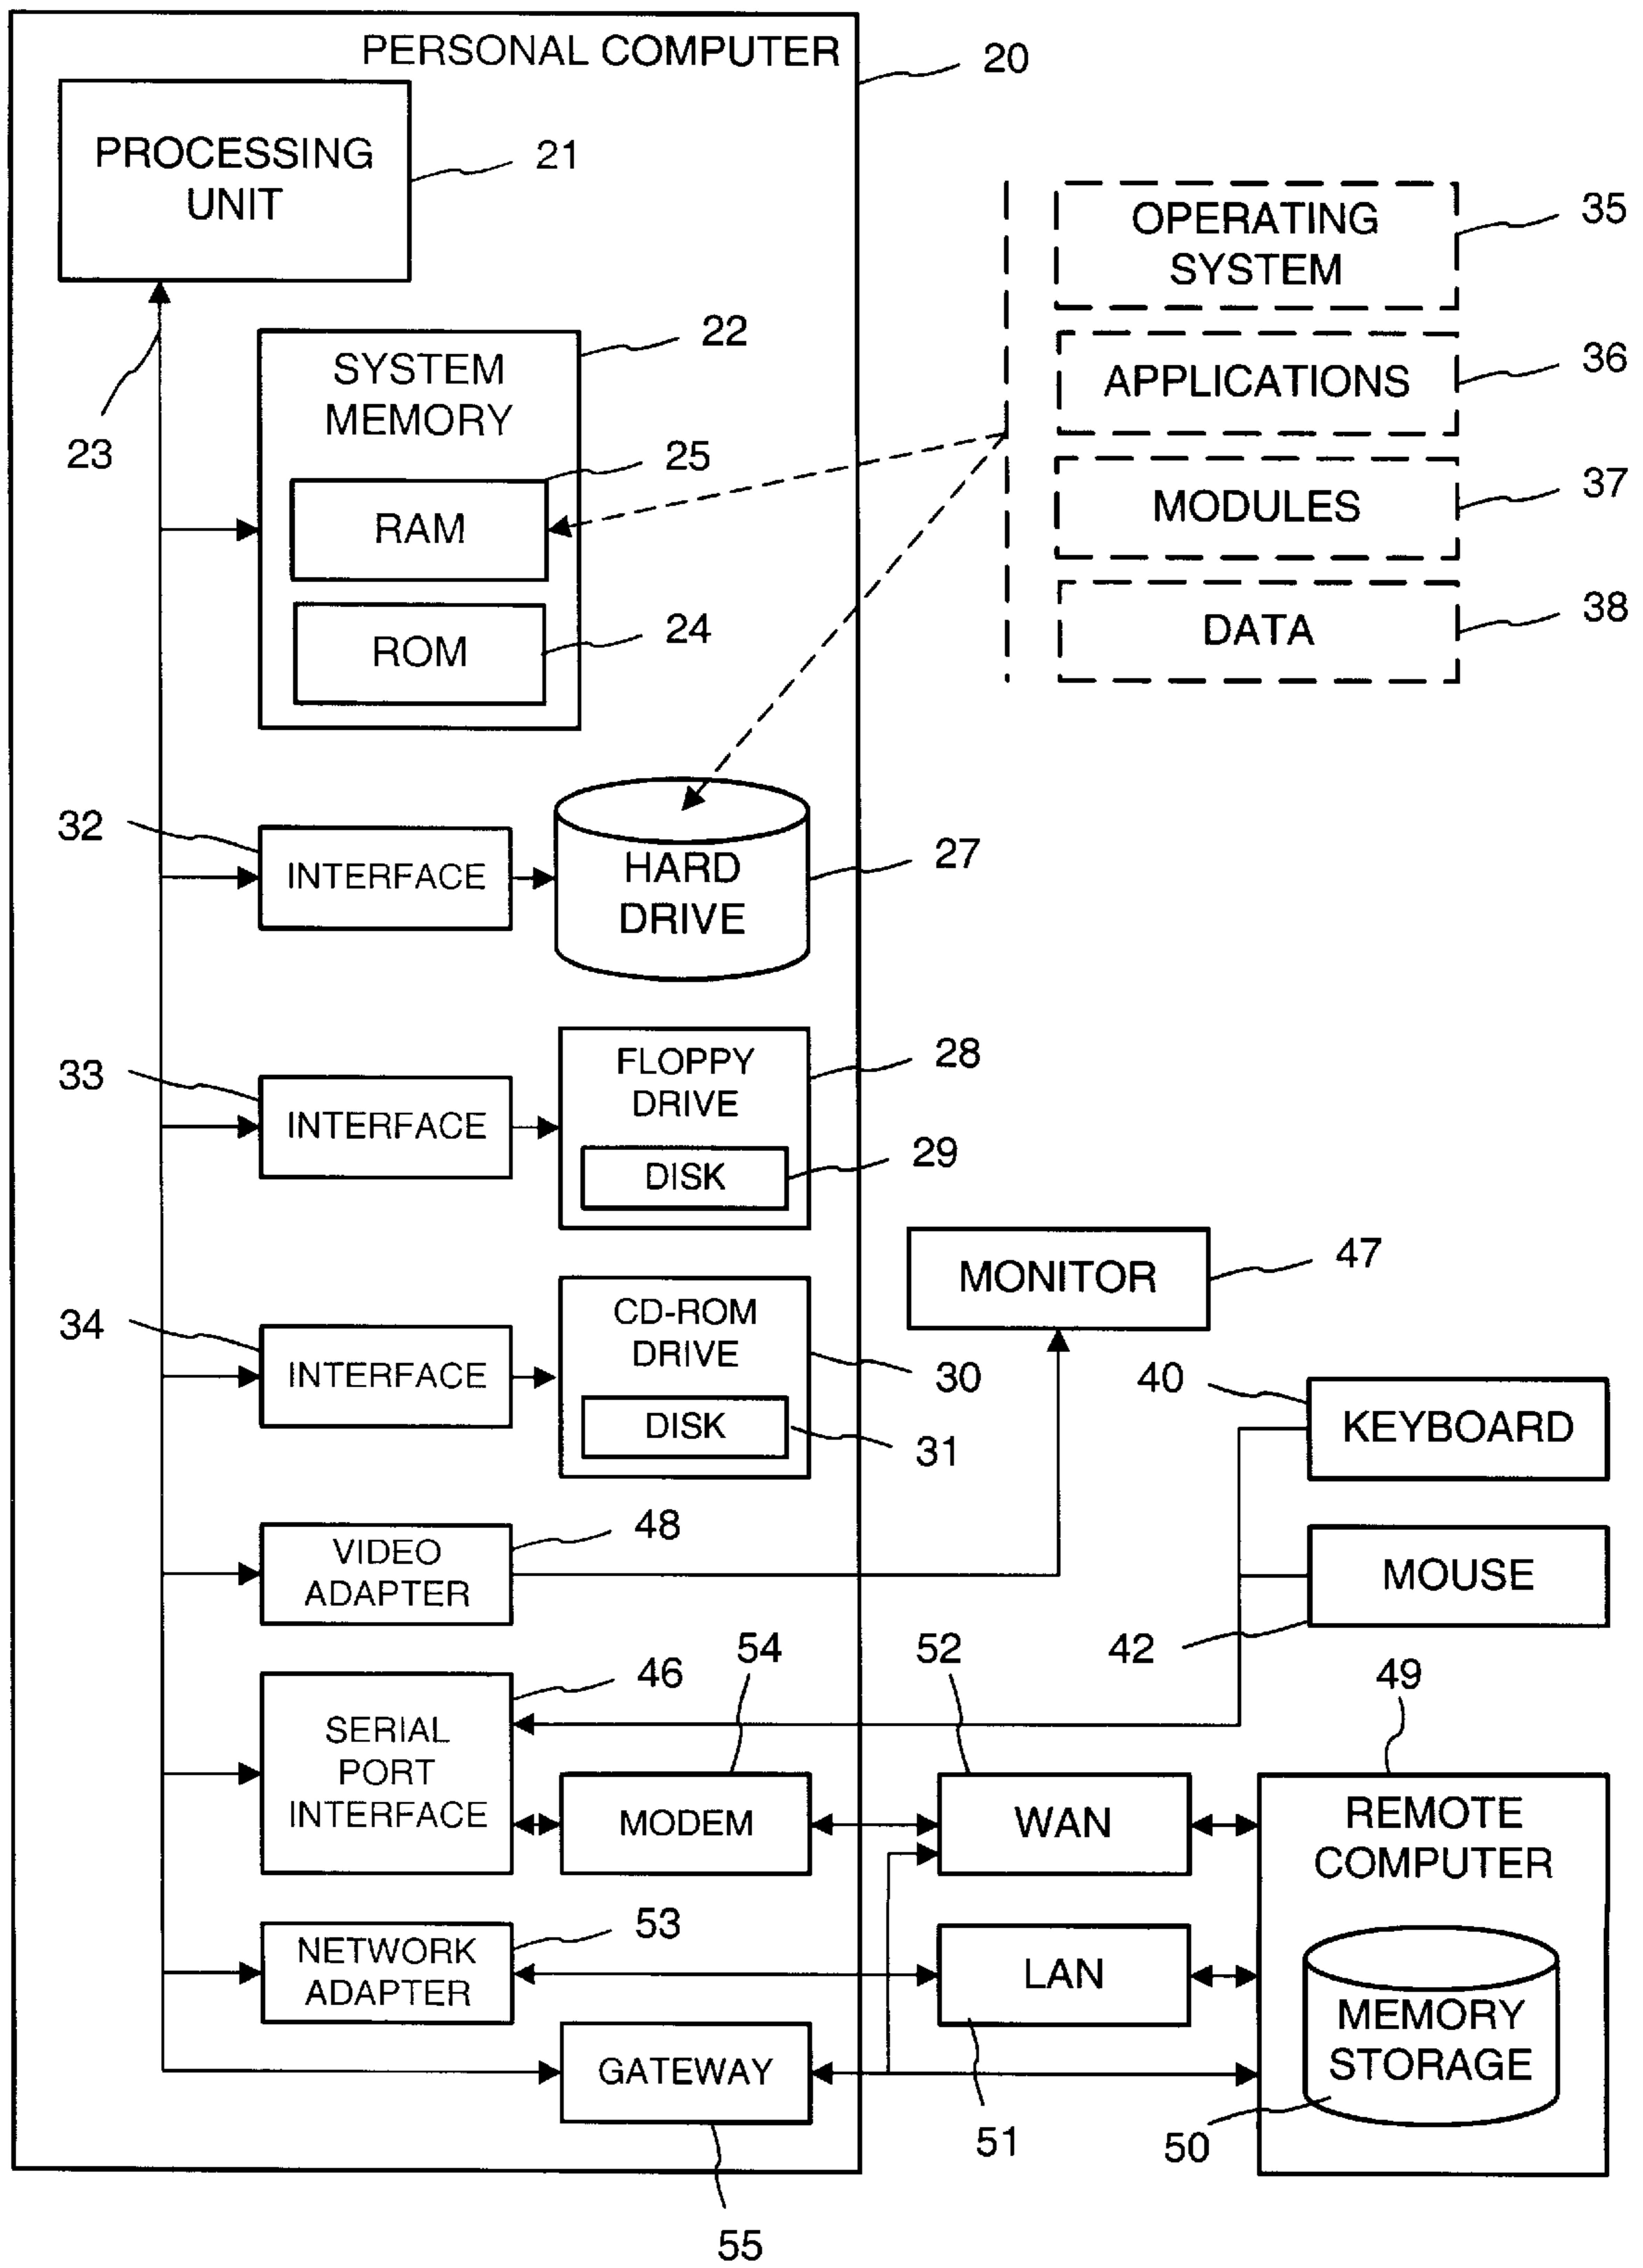 PERSONAL COMPUTER
20
PROCESSING
UNIT
21
23
SYSTEM
MEMORY
22
RAM
25
ROM
24
OPERATING
SYSTEM
35
APPLICATIONS
36
MODULES
37
DATA
38
32
INTERFACE
HARD
DRIVE
27
33
INTERFACE
FLOPPY
DRIVE
28
DISK
29
34
INTERFACE
CD-ROM
DRIVE
30
DISK
31
MONITOR
47
40
KEYBOARD
MOUSE
42
VIDEO
ADAPTER
48
SERIAL
PORT
INTERFACE
46
54
MODEM
52
WAN
49
REMOTE
COMPUTER
NETWORK
ADAPTER
53
LAN
51
MEMORY
STORAGE
50
GATEWAY
55